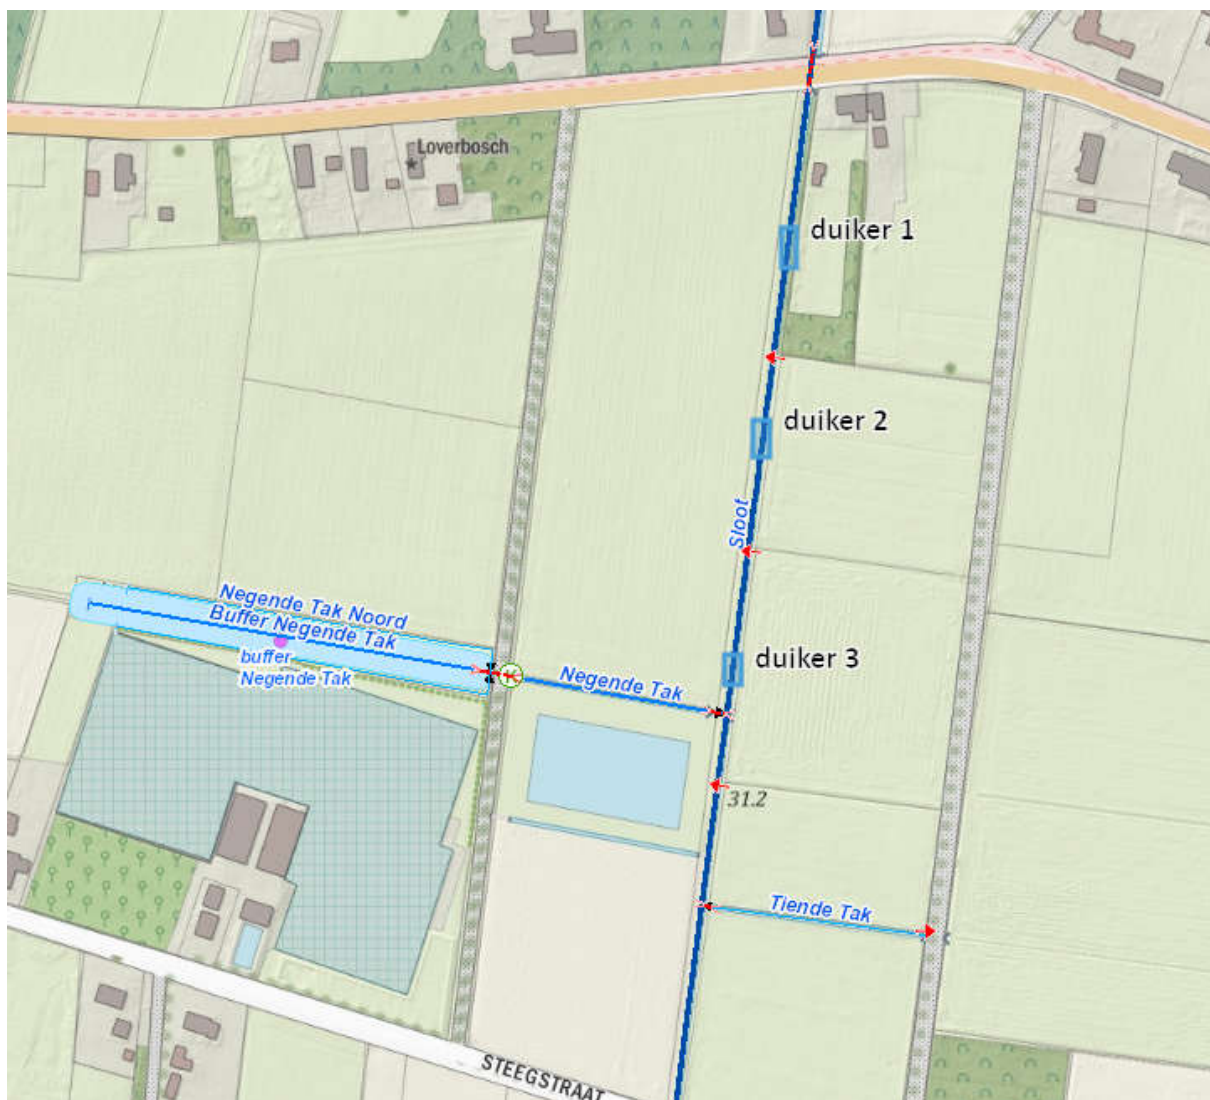 Loverbosch
duiker 1
duiker 2
Sloot
Negende Tak Noord
Buffer Negende Tak
buffer
Negende Tak
duiker 3
Negende Tak
K
31.2
Tiende Tak
STEEGSTRAAT